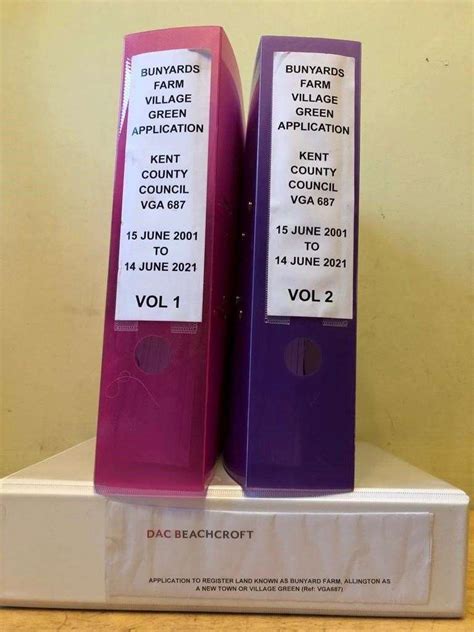 BUNYARDS
FARM
VILLAGE
GREEN
APPLICATION
KENT
COUNTY
COUNCIL
VGA 687
15 JUNE 2001
TO
14 JUNE 2021
VOL 1
BUNYARDS
FARM
VILLAGE
GREEN
APPLICATION
KENT
COUNTY
COUNCIL
VGA 687
15 JUNE 2001
TO
14 JUNE 2021
VOL 2
DAC BEACHCROFT
APPLICATION TO REGISTER LAND KNOWN AS BUNYARD FARM, ALLINGTON AS
A NEW TOWN OR VILLAGE GREEN (Ref: VGA687)